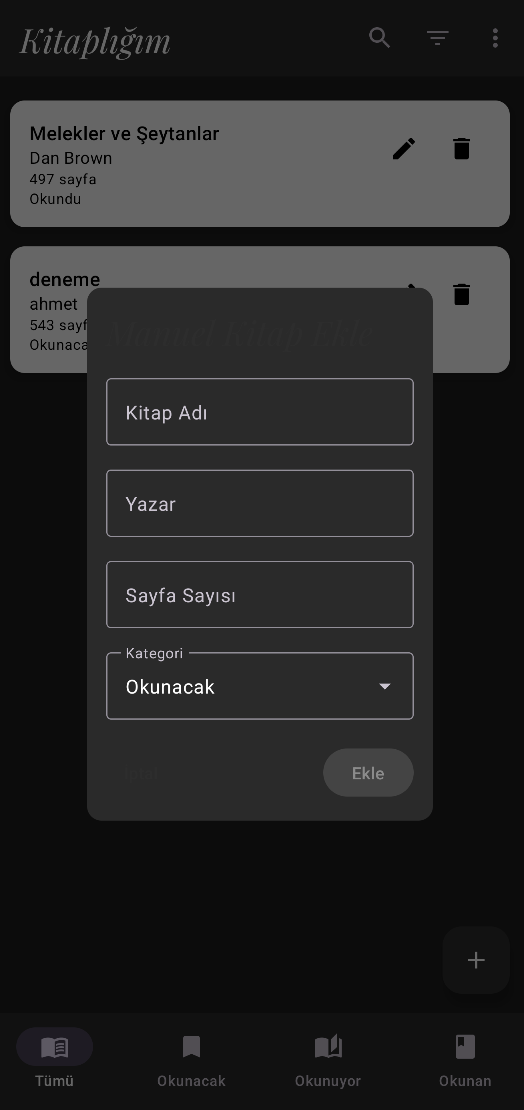 Kitaplığım
Melekler ve Şeytanlar
Dan Brown
497 sayfa
Okundu
deneme
ahmet
543 sayf
Okunaca
Manuel Kitap Ekle
Kitap Adı
Yazar
Sayfa Sayısı
Kategori
Okunacak
İptal
Ekle
Tümü
Okunacak
Okunuyor
Okunan